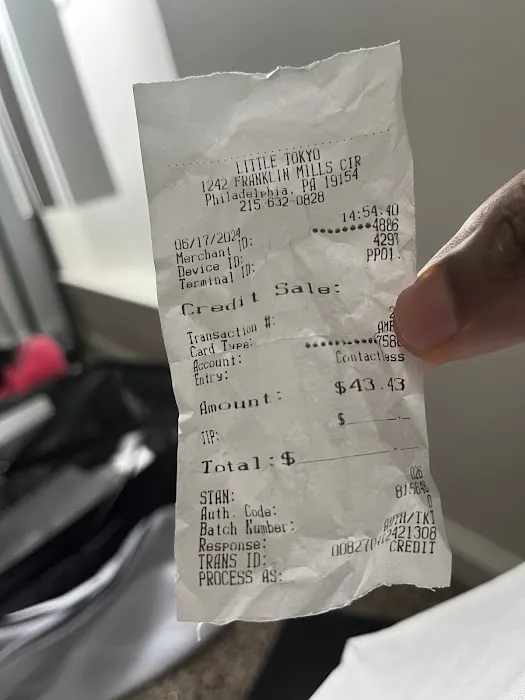 LITTLE TOKYO
1242 FRANKLIN MILLS CIR
Philadelphia, PA 19154
215-632-0828
06/17/2024 14:54:40
Merchant ID: ●●●●●●●●4886
Device ID: 4297
Terminal ID: PP01.
Credit Sale:
Transaction #:
Card Type:
Account: ●●●●●●●●●●
Entry: Contactless
Amount: $43.43
TIP: $
Total: $
STAN:
Auth. Code:
Batch Number: 0
Response:
TRANS ID:
PROCESS AS: CREDIT